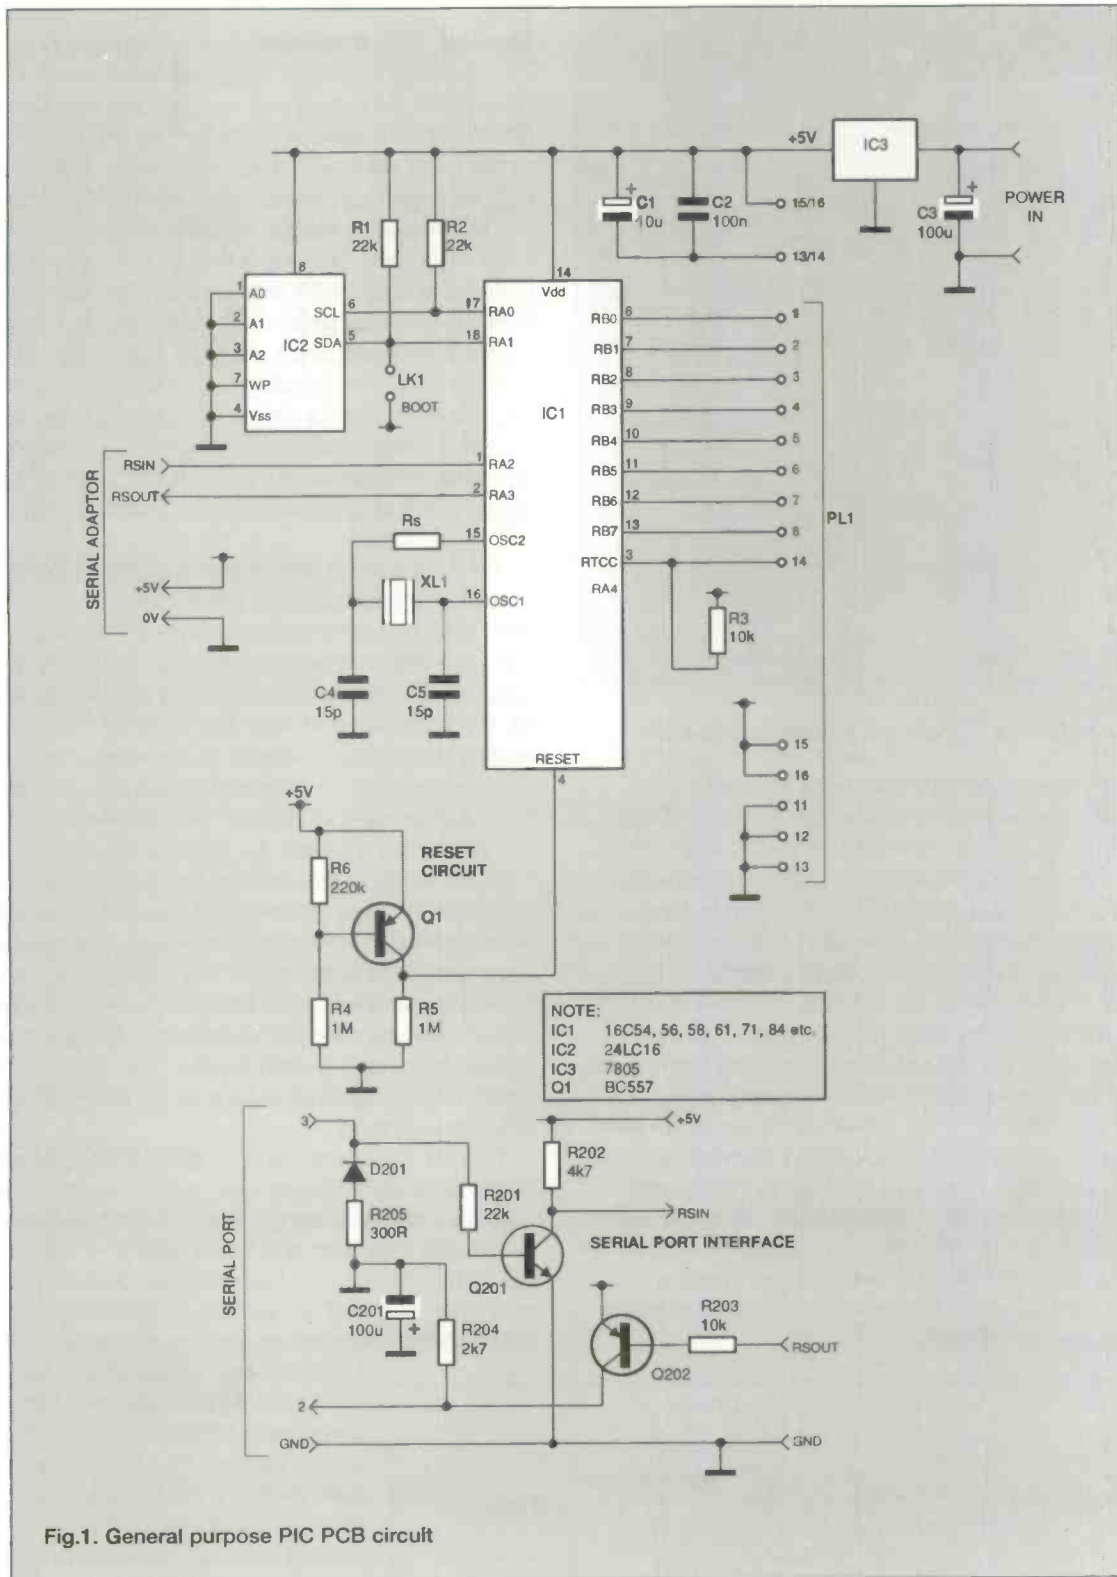 +5V
IC3
POWER
IN
C1
10u
+
C2
100n
15/16
13/14
C3
100u
+
R1
22k
R2
22k
8
1 A0
2 A1
3 A2
7 WP
4 Vss
IC2
SCL 6
SDA 5
LK1
BOOT
14
Vdd
17 RA0
18 RA1
IC1
1 RA2
2 RA3
15 OSC2
16 OSC1
RB0 6
RB1 7
RB2 8
RB3 9
RB4 10
RB5 11
RB6 12
RB7 13
RTCC 3
RA4
RESET
4
1
2
3
4
5
6
7
8
14
PL1
R3
10k
15
16
11
12
13
SERIAL ADAPTOR
RSIN
RSOUT
+5V
0V
Rs
XL1
C4
15p
C5
15p
+5V
RESET
CIRCUIT
R6
220k
Q1
R4
1M
R5
1M
NOTE:
IC1 16C54, 56, 58, 61, 71, 84 etc.
IC2 24LC16
IC3 7805
Q1 BC557
SERIAL PORT
3
D201
R205
300R
C201
100u
+
R204
2k7
R201
22k
Q201
R202
4k7
+5V
RSIN
SERIAL PORT INTERFACE
R203
10k
RSOUT
Q202
2
GND
GND
Fig.1. General purpose PIC PCB circuit